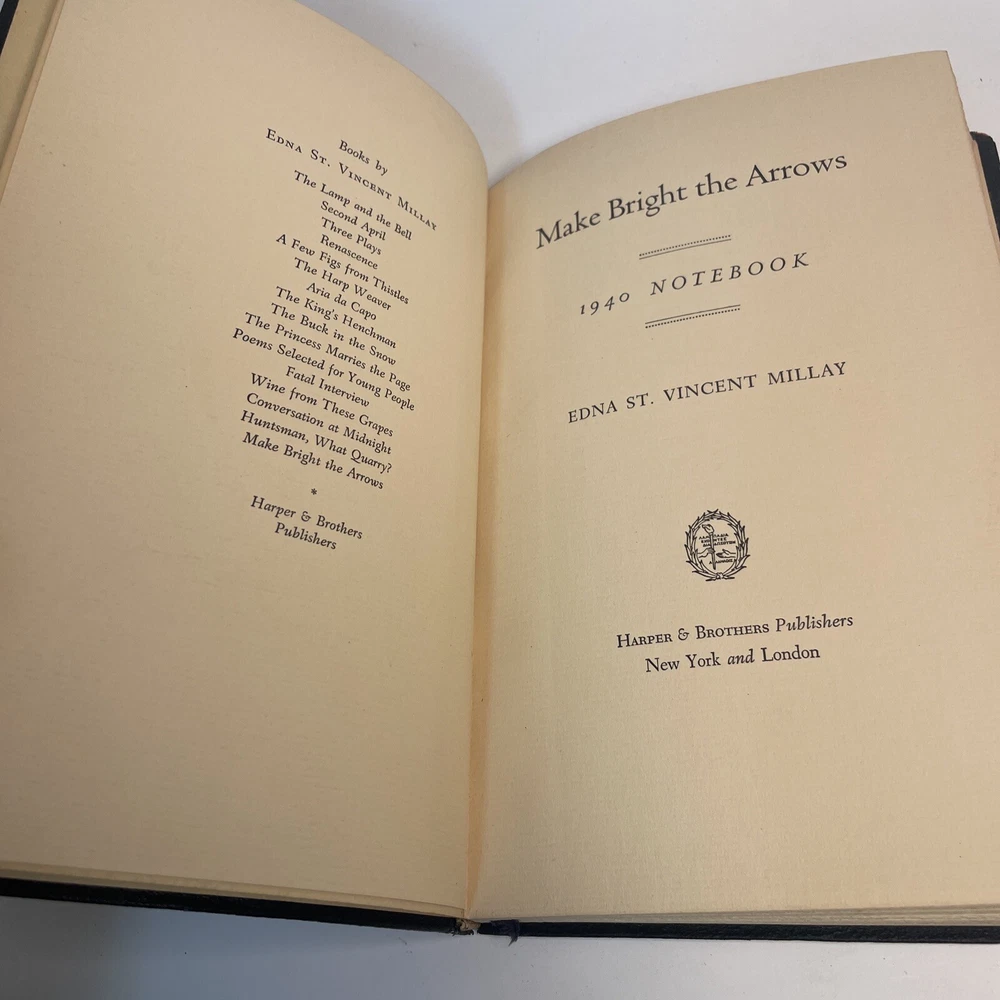 Books by
EDNA ST. VINCENT MILLAY
The Lamp and the Bell
Second April
Three Plays
Renascence
A Few Figs from Thistles
The Harp Weaver
Aria da Capo
The King's Henchman
The Buck in the Snow
The Princess Marries the Page
Poems Selected for Young People
Fatal Interview
Wine from These Grapes
Conversation at Midnight
Huntsman, What Quarry?
Make Bright the Arrows
*
Harper & Brothers
Publishers
Make Bright the Arrows
1940 NOTEBOOK
EDNA ST. VINCENT MILLAY
HARPER & BROTHERS Publishers
New York and London